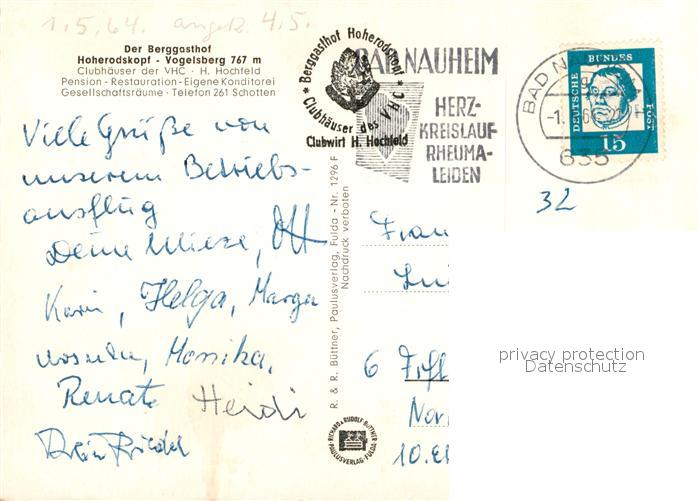 1.5.64. angek. 4.5.
Der Berggasthof
Hoherodskopf - Vogelsberg 767 m
Clubhäuser der VHC · H. Hochfeld
Pension - Restauration - Eigene Konditorei
Gesellschaftsräume · Telefon 261 Schotten
* Berggasthof Hoherodskopf *
Clubhäuser des VHC
Clubwirt H. Hochfeld
BAD NAUHEIM
HERZ-
KREISLAUF-
RHEUMA-
LEIDEN
BAD N
635
DEUTSCHE BUNDESPOST
15
32
Viele Grüße von
unserem Betriebs-
ausflug
Deine Mieze,
Karin, Helga, Marga
Monika,
Renate Heidi
R. & R. Büttner, Paulusverlag, Fulda - Nr. 1296 F
Nachdruck verboten
RICHARD & RUDOLF BÜTTNER
PAULUSVERLAG · FULDA
Fran
6
10.
privacy protection
Datenschutz